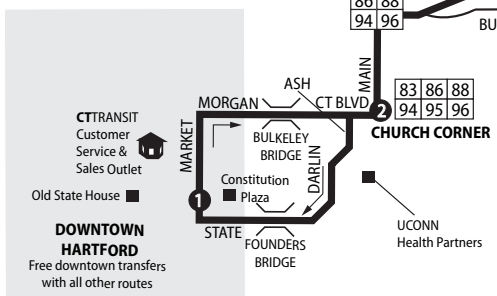 86 88
94 96
BU
MAIN
ASH
MORGAN
CT BLVD
2
83 86 88
94 95 96
CHURCH CORNER
CTTRANSIT
Customer
Service &
Sales Outlet
MARKET
BULKELEY
BRIDGE
DARLIN
Old State House
Constitution
Plaza
1
STATE
FOUNDERS
BRIDGE
UCONN
Health Partners
DOWNTOWN
HARTFORD
Free downtown transfers
with all other routes